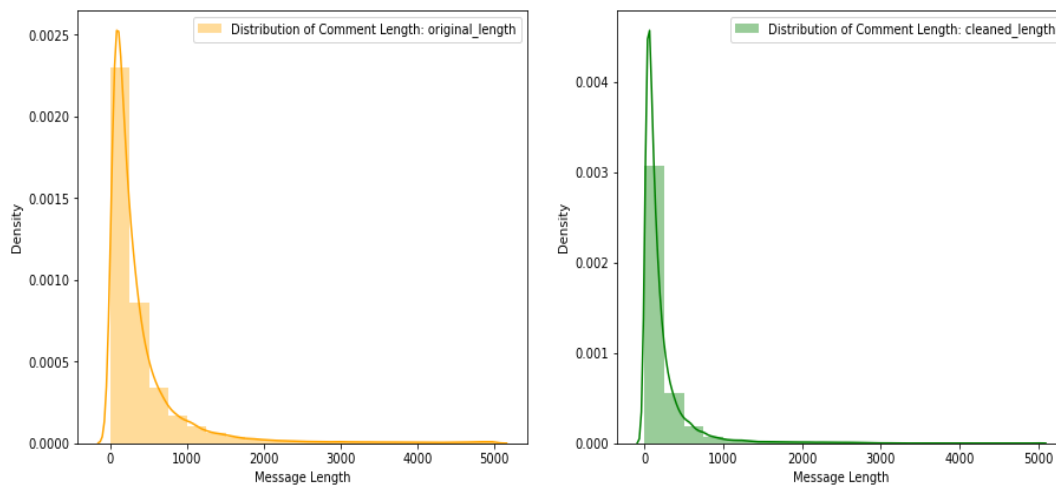 Distribution of Comment Length: original_length
0.0025
0.0020
0.0015
0.0010
0.0005
0.0000
Density
0 1000 2000 3000 4000 5000
Message Length
Distribution of Comment Length: cleaned_length
0.004
0.003
0.002
0.001
0.000
Density
0 1000 2000 3000 4000 5000
Message Length